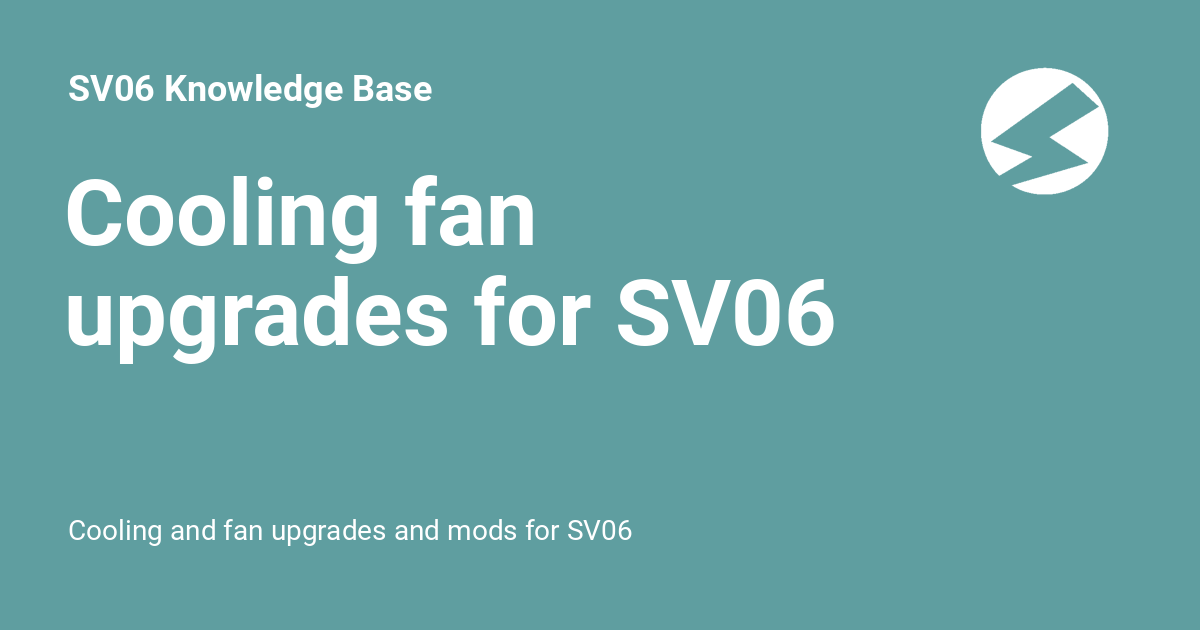 SV06 Knowledge Base
Cooling fan
upgrades for SV06
Cooling and fan upgrades and mods for SV06